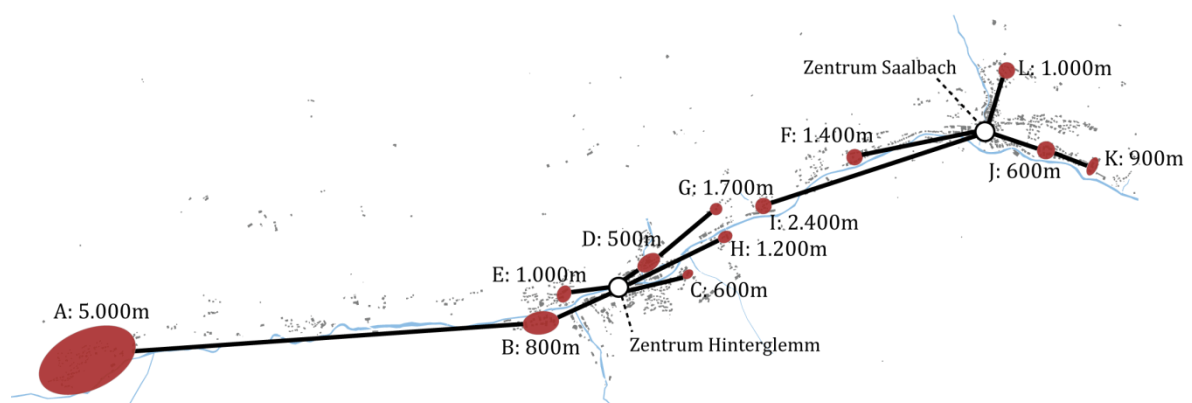 Zentrum Saalbach
L: 1.000m
F: 1.400m
K: 900m
J: 600m
G: 1.700m
I: 2.400m
D: 500m
H: 1.200m
E: 1.000m
C: 600m
A: 5.000m
B: 800m
Zentrum Hinterglemm